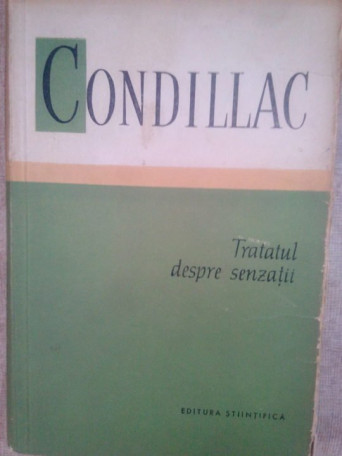 CONDILLAC
Tratatul
despre senzații
EDITURA ȘTIINȚIFICĂ